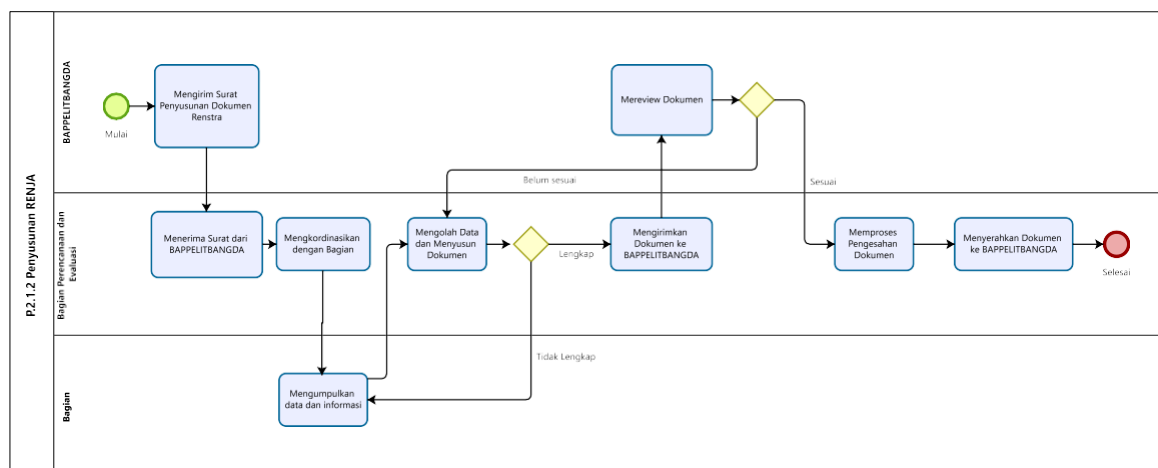 P.2.1.2 Penyusunan RENJA
BAPPELITBANGDA
Mulai
Mengirim Surat
Penyusunan Dokumen
Renstra
Mereview Dokumen
Belum sesuai
Sesuai
Bagian Perencanaan dan
Evaluasi
Menerima Surat dari
BAPPELITBANGDA
Mengkordinasikan
dengan Bagian
Mengolah Data
dan Menyusun
Dokumen
Lengkap
Mengirimkan
Dokumen ke
BAPPELITBANGDA
Memproses
Pengesahan
Dokumen
Menyerahkan Dokumen
ke BAPPELITBANGDA
Selesai
Tidak Lengkap
Bagian
Mengumpulkan
data dan informasi